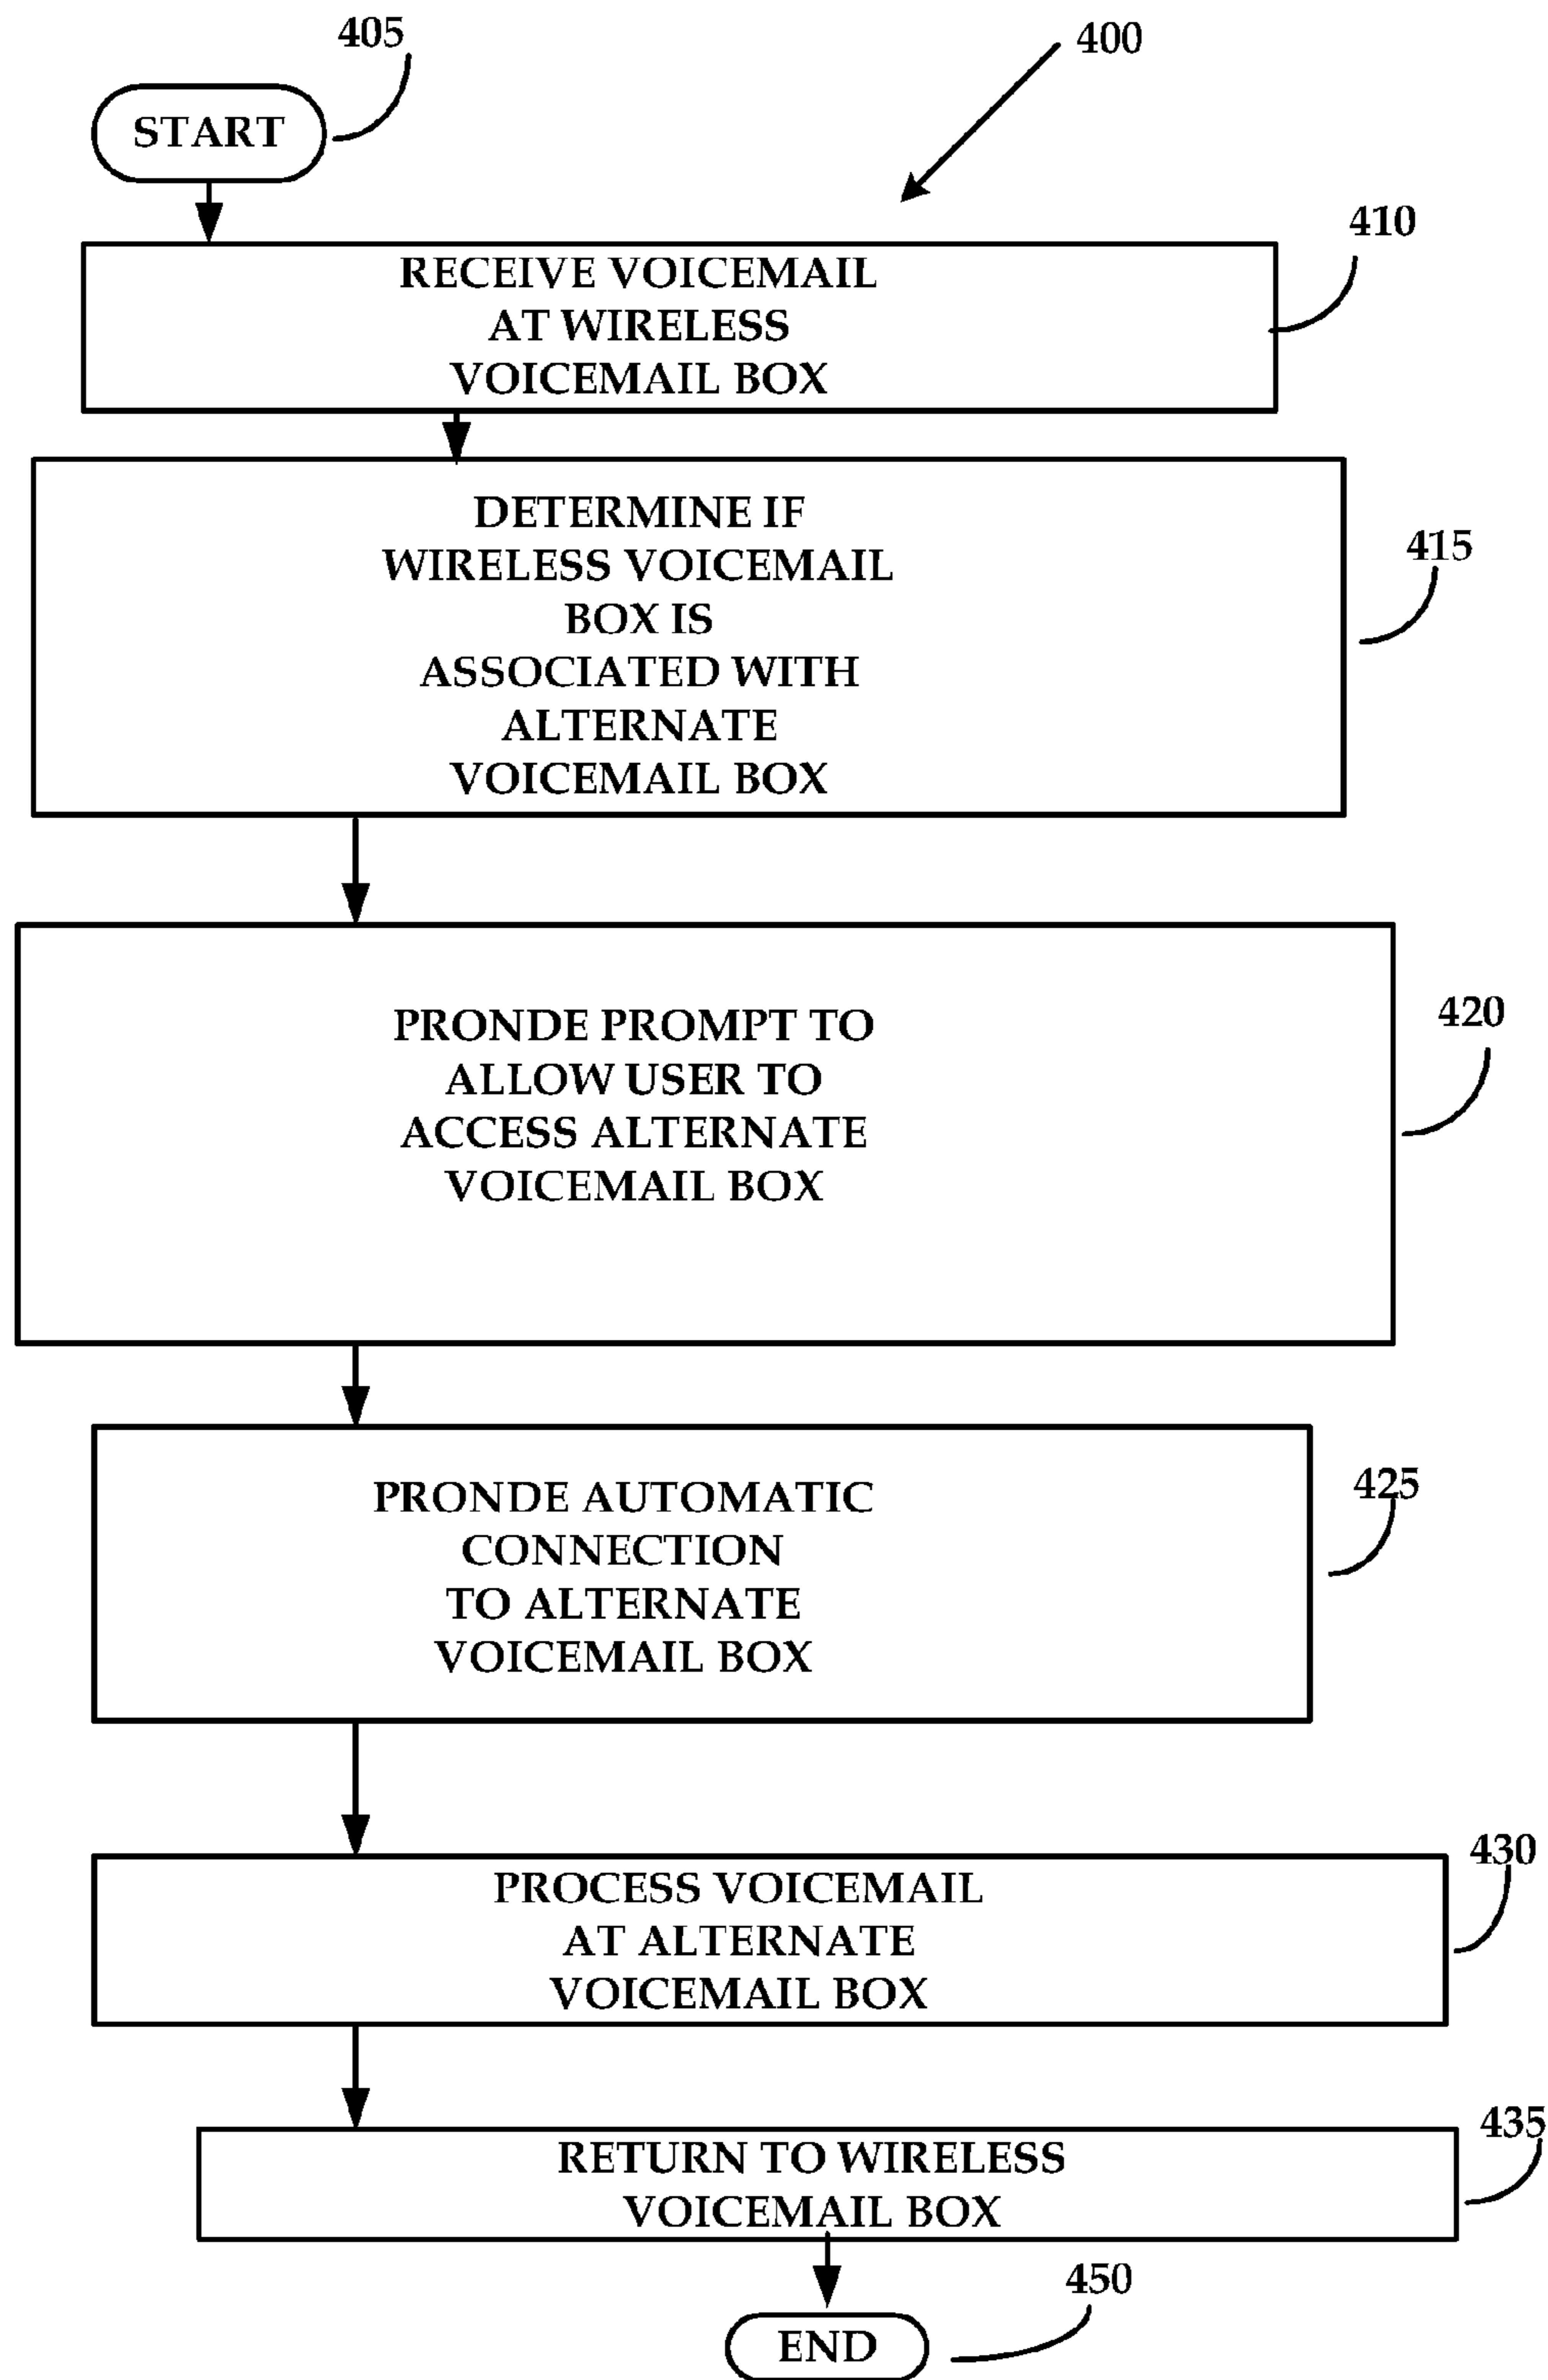 405
400
START
410
RECEIVE VOICEMAIL
AT WIRELESS
VOICEMAIL BOX
DETERMINE IF
WIRELESS VOICEMAIL
BOX IS
ASSOCIATED WITH
ALTERNATE
VOICEMAIL BOX
415
PRONDE PROMPT TO
ALLOW USER TO
ACCESS ALTERNATE
VOICEMAIL BOX
420
PRONDE AUTOMATIC
CONNECTION
TO ALTERNATE
VOICEMAIL BOX
425
430
PROCESS VOICEMAIL
AT ALTERNATE
VOICEMAIL BOX
435
RETURN TO WIRELESS
VOICEMAIL BOX
450
END